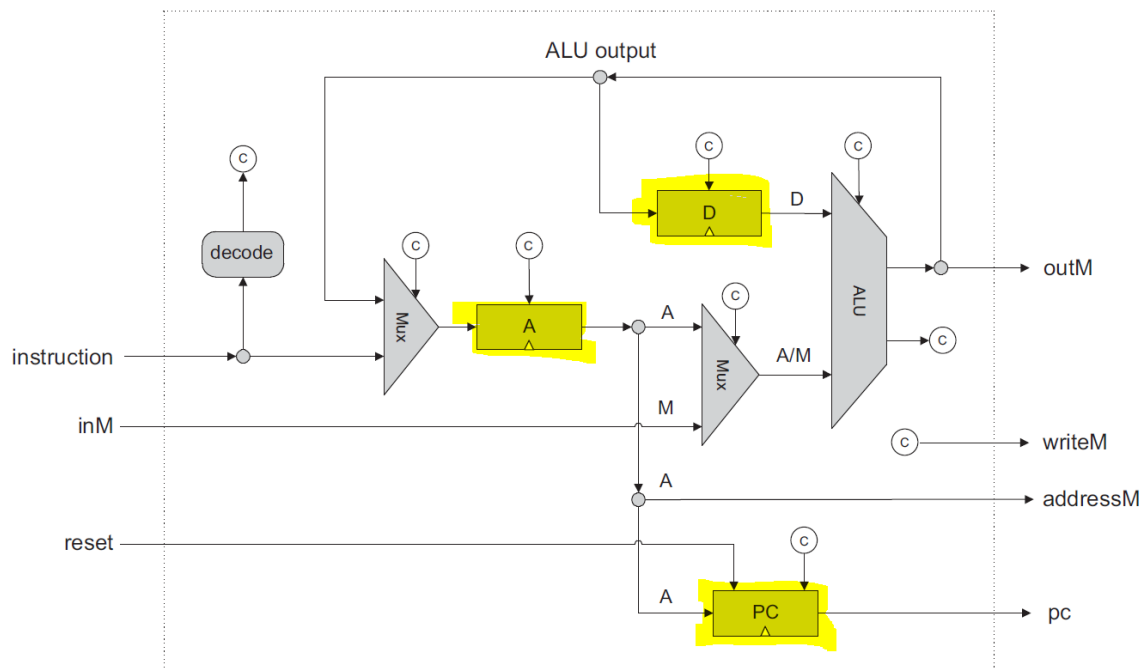 ALU output
C
C
C
D
D
decode
C
C
outM
Mux
A
A
C
ALU
instruction
Mux
A/M
C
inM
M
C
writeM
A
addressM
reset
C
A
PC
pc